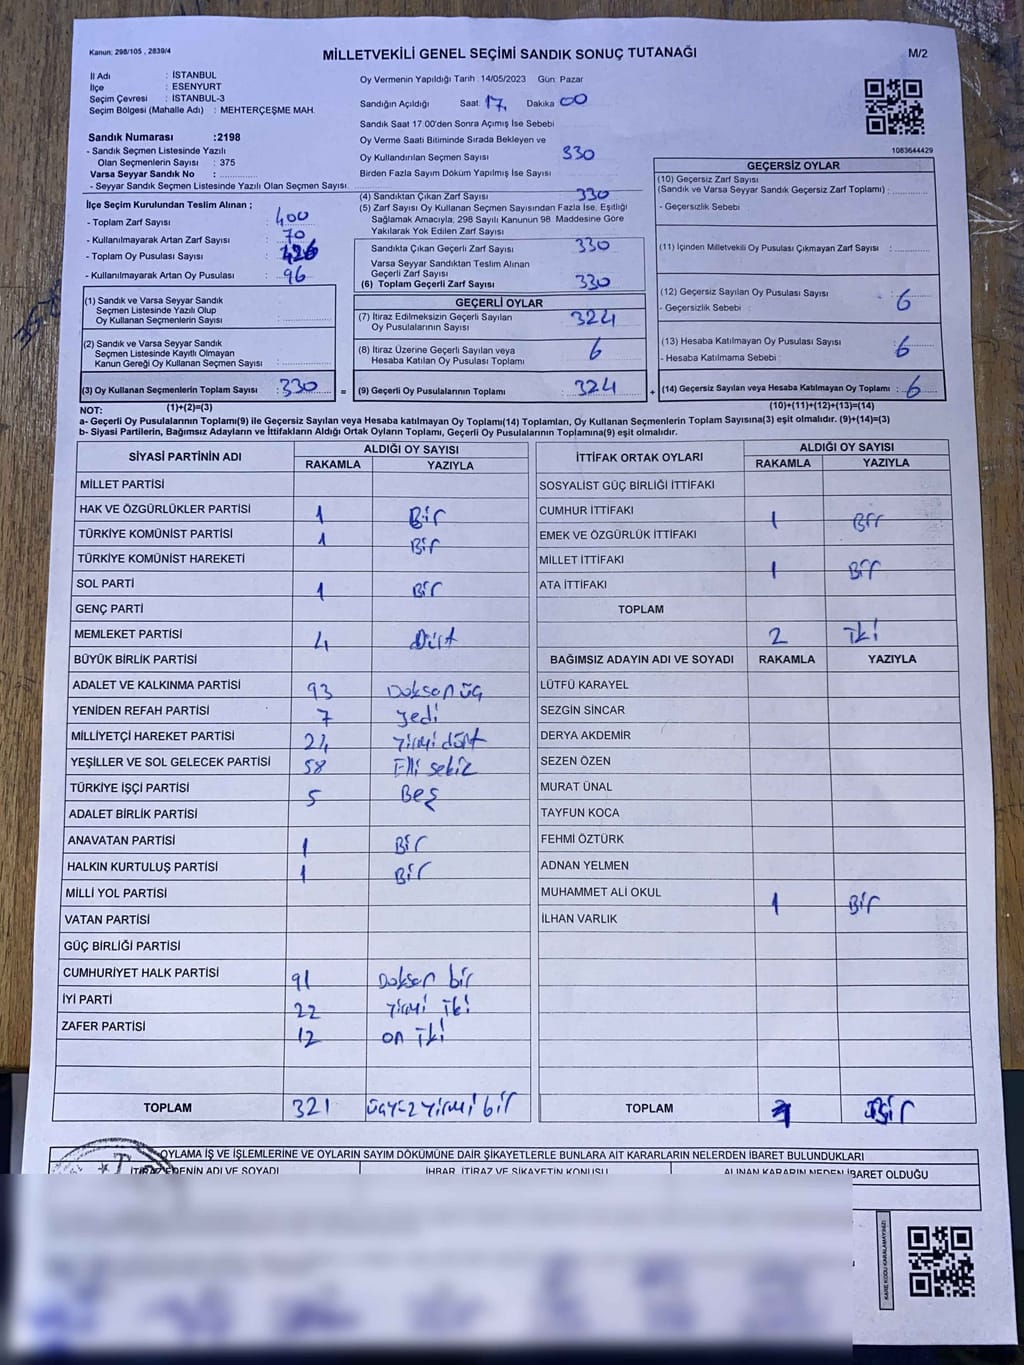 Kanun: 298/105 , 2839/4
MİLLETVEKİLİ GENEL SEÇİMİ SANDIK SONUÇ TUTANAĞI
M/2
İl Adı : İSTANBUL
İlçe : ESENYURT
Seçim Çevresi : İSTANBUL-3
Seçim Bölgesi (Mahalle Adı) : MEHTERÇEŞME MAH.
Oy Vermenin Yapıldığı Tarih : 14/05/2023 Gün: Pazar
Sandığın Açıldığı Saat: 17, Dakika 00
Sandık Saat 17:00'den Sonra Açımış İse Sebebi
Oy Verme Saati Bitiminde Sırada Bekleyen ve
Oy Kullandırılan Seçmen Sayısı 330
Birden Fazla Sayım Döküm Yapılmış İse Sayısı
1083644429
Sandık Numarası :2198
- Sandık Seçmen Listesinde Yazılı
Olan Seçmenlerin Sayısı : 375
Varsa Seyyar Sandık No :
- Seyyar Sandık Seçmen Listesinde Yazılı Olan Seçmen Sayısı.
İlçe Seçim Kurulundan Teslim Alınan ;
- Toplam Zarf Sayısı : 400
- Kullanılmayarak Artan Zarf Sayısı : 70
- Toplam Oy Pusulası Sayısı : 426
- Kullanılmayarak Artan Oy Pusulası : 96
(1) Sandık ve Varsa Seyyar Sandık
Seçmen Listesinde Yazılı Olup
Oy Kullanan Seçmenlerin Sayısı :
(2) Sandık ve Varsa Seyyar Sandık
Seçmen Listesinde Kayıtlı Olmayan
Kanun Gereği Oy Kullanan Seçmen Sayısı :
(3) Oy Kullanan Seçmenlerin Toplam Sayısı :330 =
(1)+(2)=(3)
(4) Sandıktan Çıkan Zarf Sayısı 330
(5) Zarf Sayısı Oy Kullanan Seçmen Sayısından Fazla İse, Eşitliği
Sağlamak Amacıyla, 298 Sayılı Kanunun 98 Maddesine Göre
Yakılarak Yok Edilen Zarf Sayısı
Sandıkta Çıkan Geçerli Zarf Sayısı 330
Varsa Seyyar Sandıktan Teslim Alınan
Geçerli Zarf Sayısı
(6) Toplam Geçerli Zarf Sayısı 330
GEÇERLİ OYLAR
(7) İtiraz Edilmeksizin Geçerli Sayılan
Oy Pusulalarının Sayısı 324
(8) İtiraz Üzerine Geçerli Sayılan veya
Hesaba Katılan Oy Pusulası Toplamı 6
(9) Geçerli Oy Pusulalarının Toplamı 324 +
GEÇERSİZ OYLAR
(10) Geçersiz Zarf Sayısı
(Sandık ve Varsa Seyyar Sandık Geçersiz Zarf Toplamı) :
- Geçersizlik Sebebi :
(11) İçinden Milletvekili Oy Pusulası Çıkmayan Zarf Sayısı :
(12) Geçersiz Sayılan Oy Pusulası Sayısı : 6
- Geçersizlik Sebebi :
(13) Hesaba Katılmayan Oy Pusulası Sayısı : 6
- Hesaba Katılmama Sebebi :
(14) Geçersiz Sayılan veya Hesaba Katılmayan Oy Toplamı : 6
(10)+(11)+(12)+(13)=(14)
NOT:
a- Geçerli Oy Pusulalarının Toplamı(9) ile Geçersiz Sayılan veya Hesaba katılmayan Oy Toplamı(14) Toplamları, Oy Kullanan Seçmenlerin Toplam Sayısına(3) eşit olmalıdır. (9)+(14)=(3)
b- Siyasi Partilerin, Bağımsız Adayların ve İttifakların Aldığı Ortak Oyların Toplamı, Geçerli Oy Pusulalarının Toplamına(9) eşit olmalıdır.
SİYASİ PARTİNİN ADI ALDIĞI OY SAYISI
RAKAMLA YAZIYLA
MİLLET PARTİSİ
HAK VE ÖZGÜRLÜKLER PARTİSİ 1 Bir
TÜRKİYE KOMÜNİST PARTİSİ 1 Bir
TÜRKİYE KOMÜNİST HAREKETİ
SOL PARTİ 1 Bir
GENÇ PARTİ
MEMLEKET PARTİSİ 4 Dört
BÜYÜK BİRLİK PARTİSİ
ADALET VE KALKINMA PARTİSİ 93 Doksan üç
YENİDEN REFAH PARTİSİ 7 yedi
MİLLİYETÇİ HAREKET PARTİSİ 24 yirmi dört
YEŞİLLER VE SOL GELECEK PARTİSİ 58 Elli sekiz
TÜRKİYE İŞÇİ PARTİSİ 5 Beş
ADALET BİRLİK PARTİSİ
ANAVATAN PARTİSİ 1 Bir
HALKIN KURTULUŞ PARTİSİ 1 Bir
MİLLİ YOL PARTİSİ
VATAN PARTİSİ
GÜÇ BİRLİĞİ PARTİSİ
CUMHURİYET HALK PARTİSİ 91 Doksan bir
İYİ PARTİ 22 yirmi iki
ZAFER PARTİSİ 12 on iki
TOPLAM 321 üçyüz yirmi bir
İTTİFAK ORTAK OYLARI ALDIĞI OY SAYISI
RAKAMLA YAZIYLA
SOSYALİST GÜÇ BİRLİĞİ İTTİFAKI
CUMHUR İTTİFAKI 1 Bir
EMEK VE ÖZGÜRLÜK İTTİFAKI
MİLLET İTTİFAKI 1 Bir
ATA İTTİFAKI
TOPLAM 2 iki
BAĞIMSIZ ADAYIN ADI VE SOYADI RAKAMLA YAZIYLA
LÜTFÜ KARAYEL
SEZGİN SİNCAR
DERYA AKDEMİR
SEZEN ÖZEN
MURAT ÜNAL
TAYFUN KOCA
FEHMİ ÖZTÜRK
ADNAN YELMEN
MUHAMMET ALİ OKUL 1 Bir
İLHAN VARLIK
TOPLAM 1 Bir
OYLAMA İŞ VE İŞLEMLERİNE VE OYLARIN SAYIM DÖKÜMÜNE DAİR ŞİKAYETLERLE BUNLARA AİT KARARLARIN NELERDEN İBARET BULUNDUKLARI
İTİRAZ EDENİN ADI VE SOYADI İHBAR, İTİRAZ VE ŞİKAYETİN KONUSU ALINAN KARARIN NEDEN İBARET OLDUĞU
KARE KODU KARALAMAYINIZ!